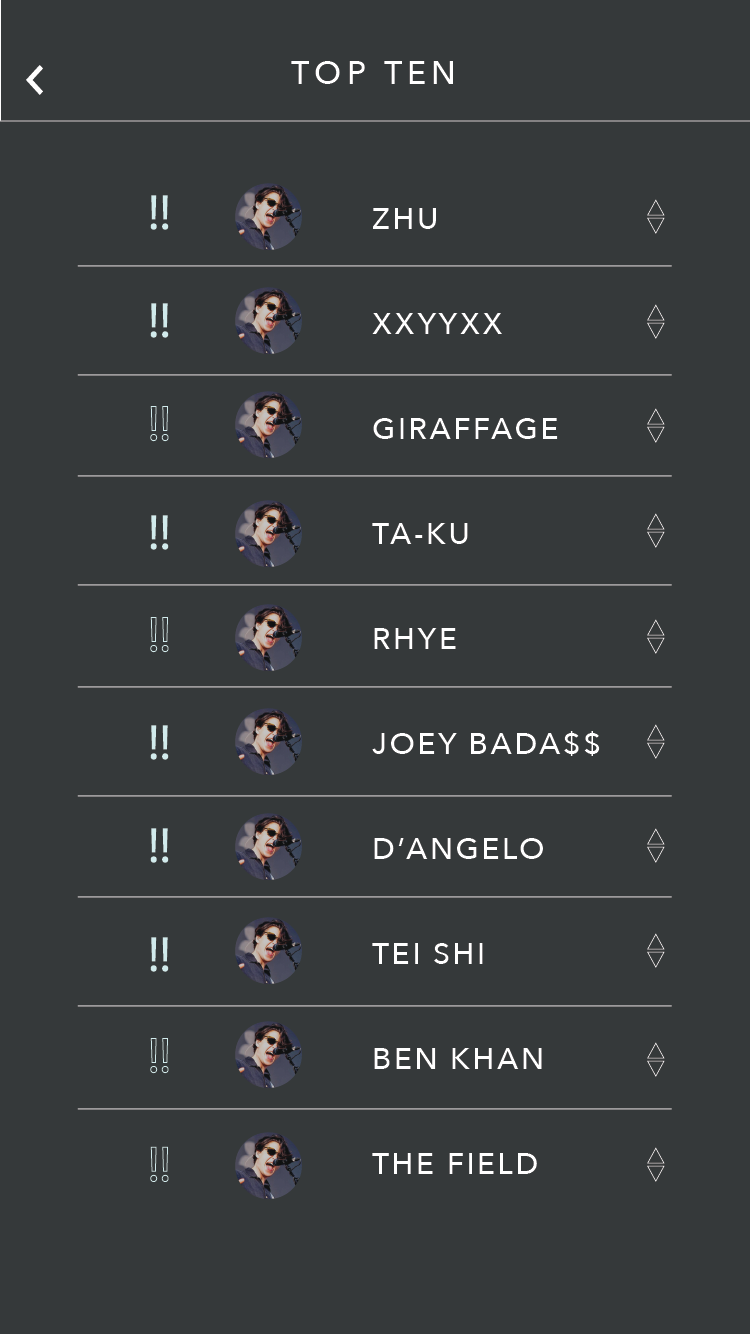 TOP TEN
!! ZHU
!! XXYYXX
!! GIRAFFAGE
!! TA-KU
!! RHYE
!! JOEY BADA$$
!! D’ANGELO
!! TEI SHI
!! BEN KHAN
!! THE FIELD